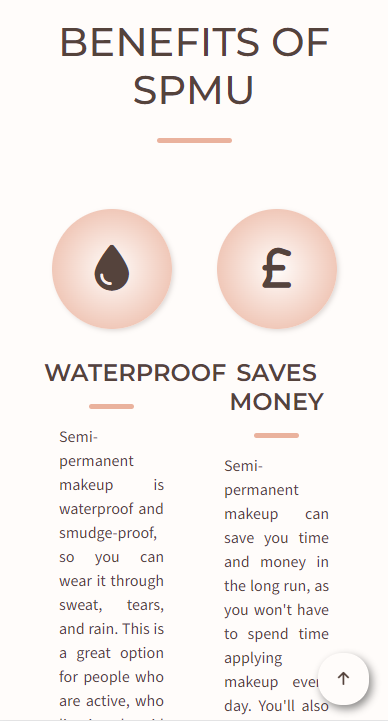 BENEFITS OF
SPMU
£
WATERPROOF
Semi-
permanent
makeup is
waterproof and
smudge-proof,
so you can
wear it through
sweat, tears,
and rain. This is
a great option
for people who
are active, who
SAVES
MONEY
Semi-
permanent
makeup can
save you time
and money in
the long run, as
you won't have
to spend time
applying
makeup every
day. You'll also